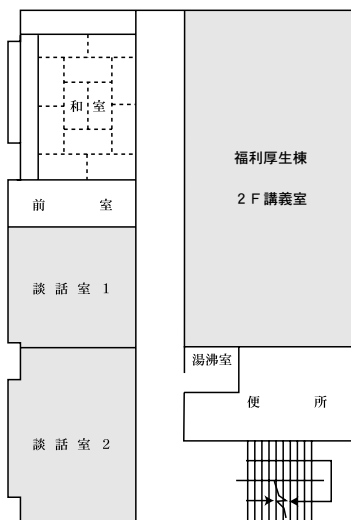 和室
前室
談話室1
談話室2
福利厚生棟
2F講義室
湯沸室
便所